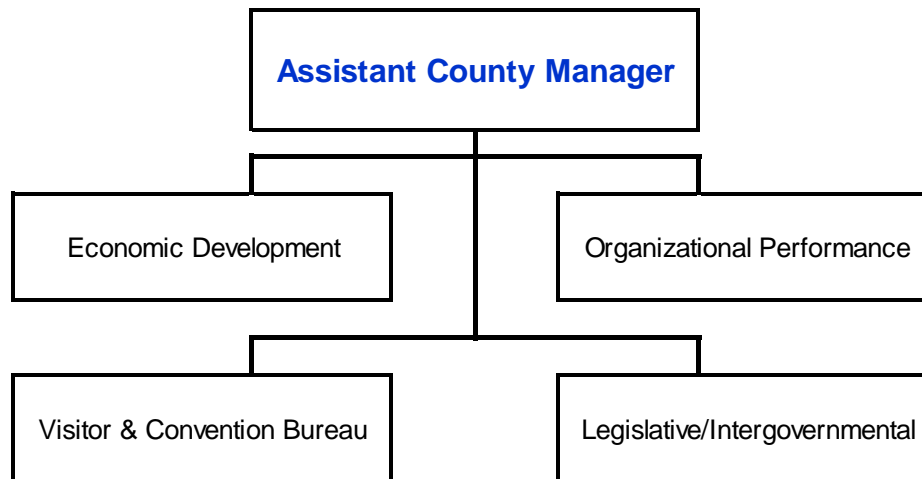 Assistant County Manager
Economic Development
Organizational Performance
Visitor & Convention Bureau
Legislative/Intergovernmental